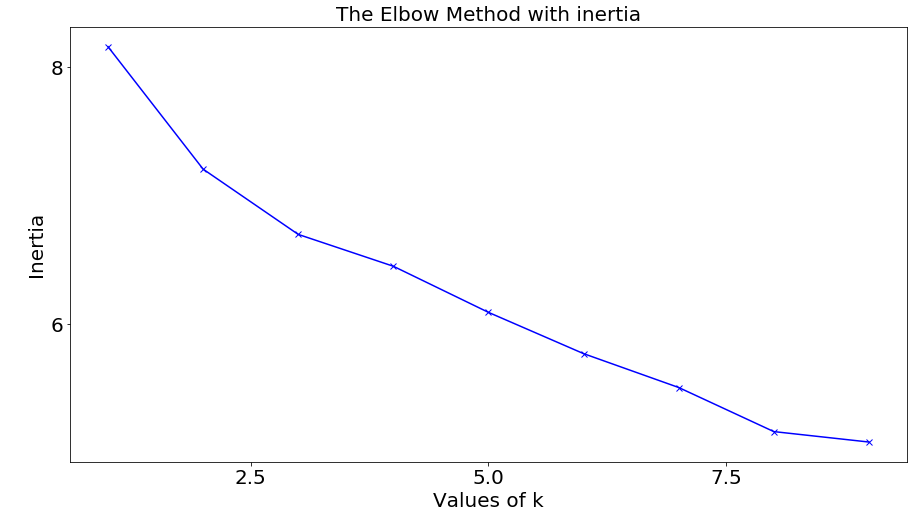 The Elbow Method with inertia
8
6
Inertia
2.5 5.0 7.5
Values of k